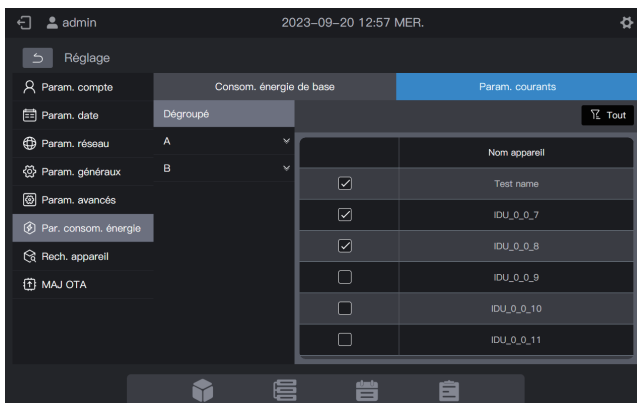 admin
2023-09-20 12:57 MER.
Réglage
Param. compte
Param. date
Param. réseau
Param. généraux
Param. avancés
Par. consom. énergie
Rech. appareil
MAJ OTA
Consom. énergie de base
Param. courants
Dégroupé
A
B
Tout
Nom appareil
Test name
IDU_0_0_7
IDU_0_0_8
IDU_0_0_9
IDU_0_0_10
IDU_0_0_11